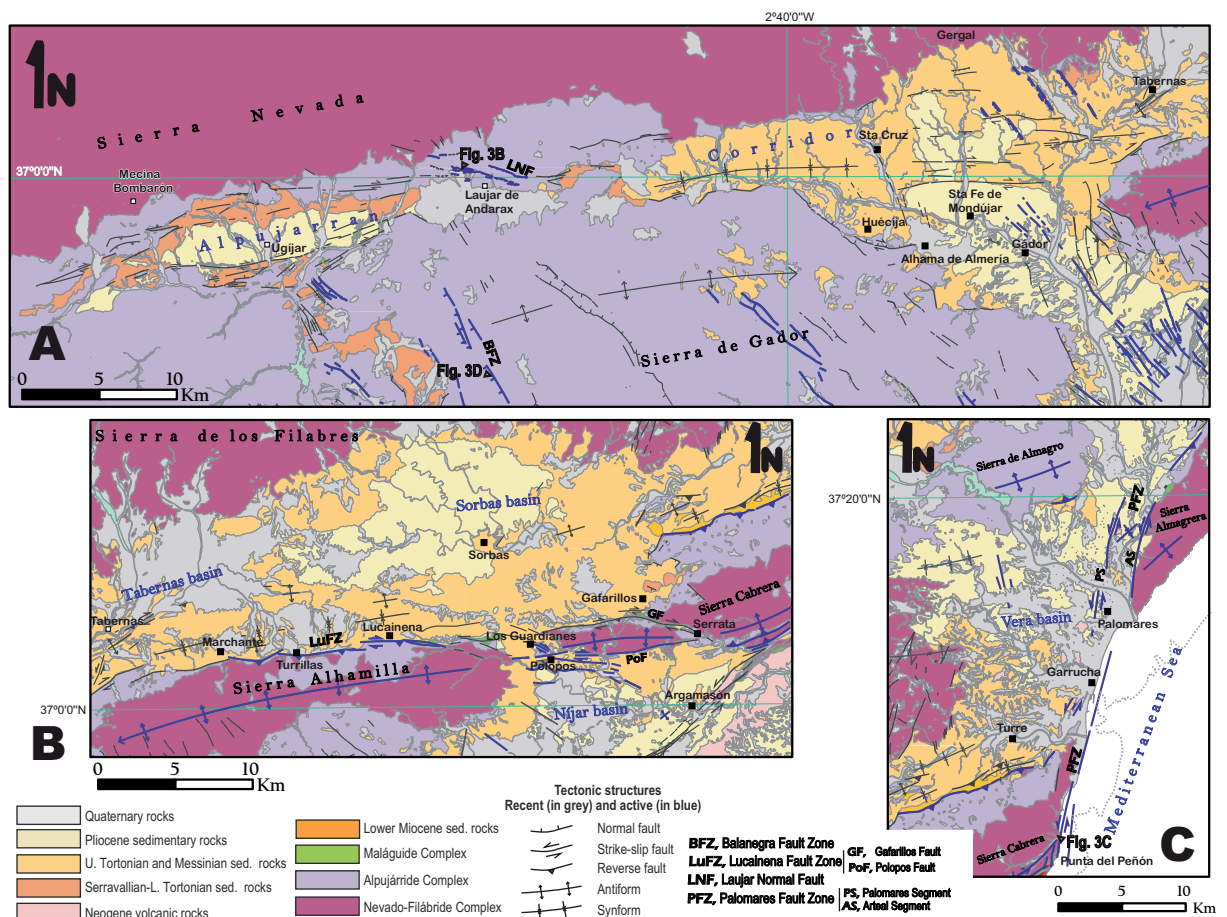 2º40'0"W
N
Gergal
Tabernas
Sierra Nevada
Corridor
Sta Cruz
Fig. 3B
LNF
37º0'0"N
Mecina
Bombarón
Laujar de
Andarax
Sta Fe de
Mondújar
Alpujarran
Ugíjar
Huécija
Gádor
Alhama de Almería
A
BFZ
Sierra de Gador
Fig. 3D
0 5 10
Km
Sierra de los Filabres
N
Sorbas basin
Sorbas
Tabernas basin
Gafarillos
Sierra Cabrera
Tabernas
GF
Lucainena
Marchante
LuFZ
Los Guardianes
Serrata
Turrillas
Polopos
PoF
Sierra Alhamilla
Argamasón
37º0'0"N
Níjar basin
B
0 5 10
Km
N
Sierra de Almagro
37º20'0"N
PFZ
Sierra
Almagrera
AS
PS
Palomares
Vera basin
Garrucha
Mediterranean Sea
Turre
PFZ
Fig. 3C
Sierra Cabrera
Punta del Peñón
C
0 5 10
Km
Quaternary rocks
Pliocene sedimentary rocks
U. Tortonian and Messinian sed. rocks
Serravallian-L. Tortonian sed. rocks
Neogene volcanic rocks
Lower Miocene sed. rocks
Maláguide Complex
Alpujárride Complex
Nevado-Filábride Complex
Tectonic structures
Recent (in grey) and active (in blue)
Normal fault
Strike-slip fault
Reverse fault
Antiform
Synform
BFZ, Balanegra Fault Zone
LuFZ, Lucainena Fault Zone
GF, Gafarillos Fault
PoF, Polopos Fault
LNF, Laujar Normal Fault
PFZ, Palomares Fault Zone
PS, Palomares Segment
AS, Arteal Segment